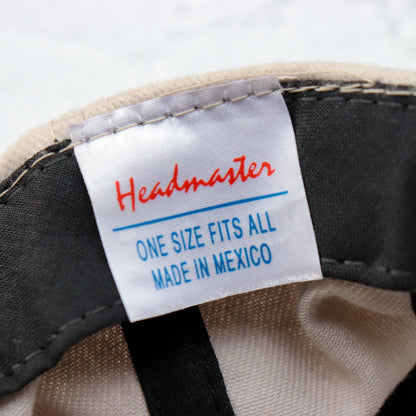 Headmaster
ONE SIZE FITS ALL
MADE IN MEXICO